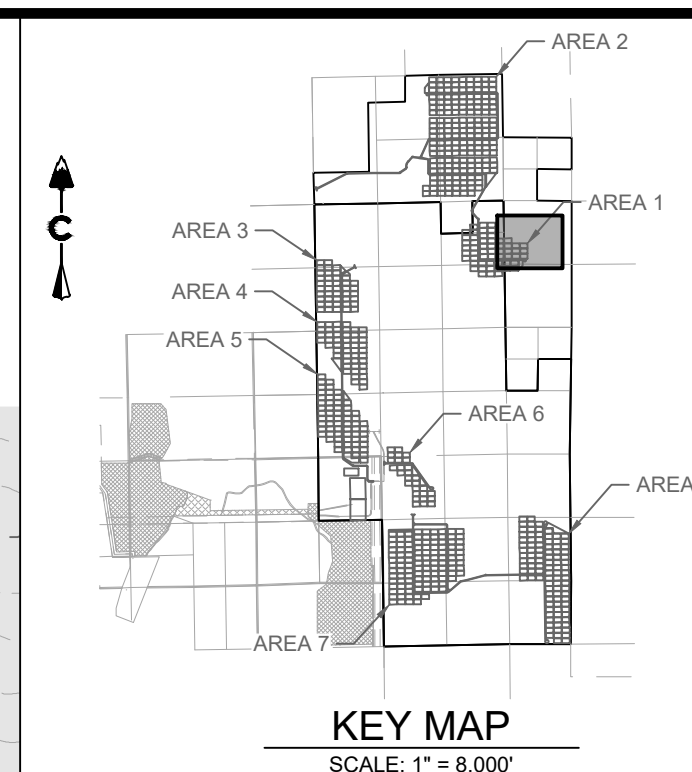 AREA 2
AREA 1
AREA 3
AREA 4
AREA 5
AREA 6
AREA
AREA 7
C
KEY MAP
SCALE: 1" = 8,000'